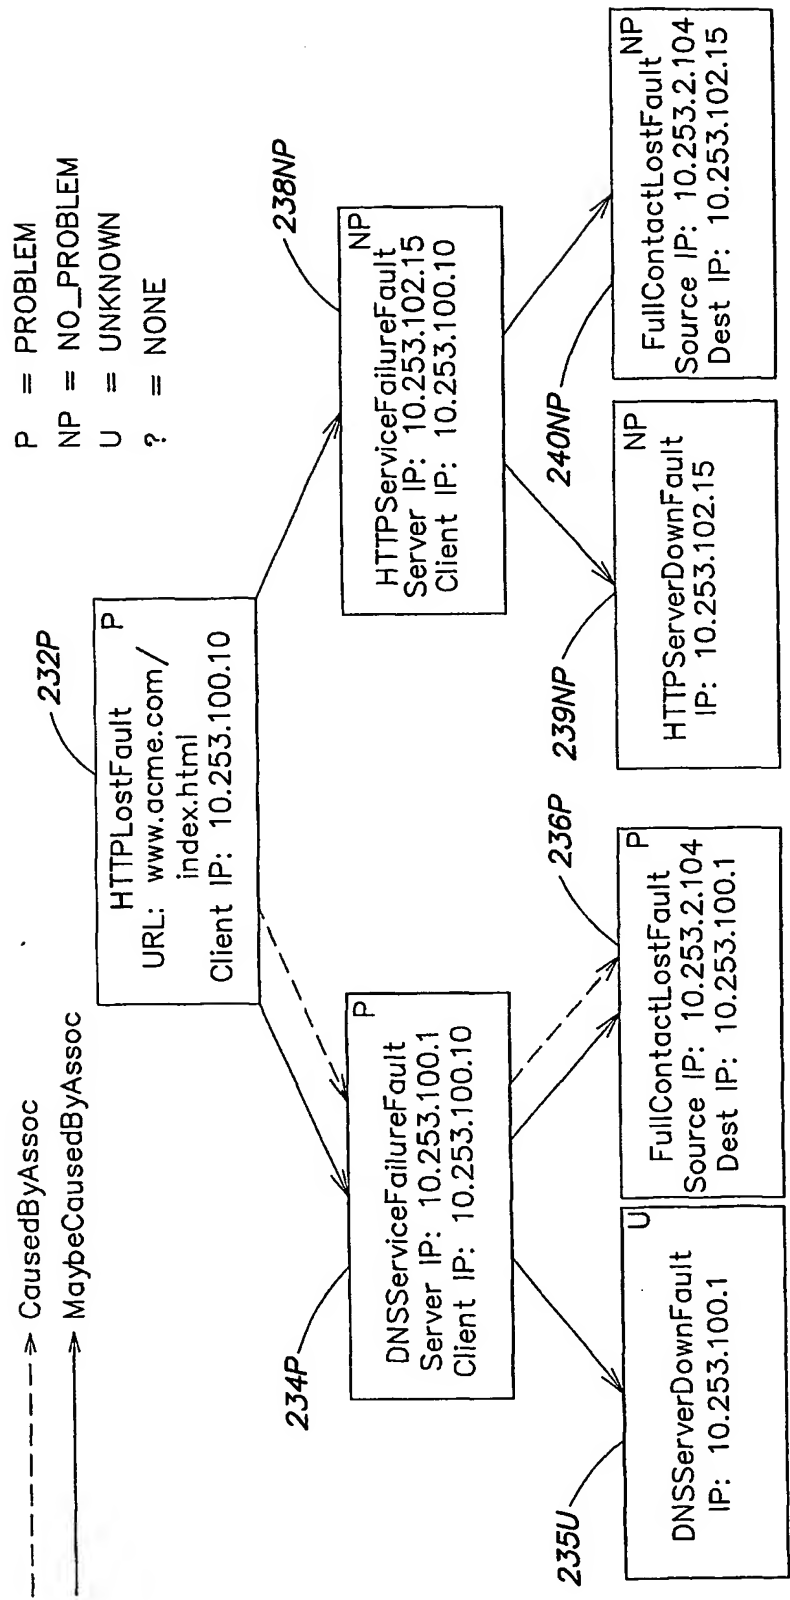 CausedByAssoc
MaybeCausedByAssoc
P = PROBLEM
NP = NO_PROBLEM
U = UNKNOWN
? = NONE
232P
HTTPLostFault
P
URL: www.acme.com/
index.html
Client IP: 10.253.100.10
234P
P
DNSServiceFailureFault
Server IP: 10.253.100.1
Client IP: 10.253.100.10
238NP
NP
HTTPServiceFailureFault
Server IP: 10.253.102.15
Client IP: 10.253.100.10
235U
U
DNSServerDownFault
IP: 10.253.100.1
236P
P
FullContactLostFault
Source IP: 10.253.2.104
Dest IP: 10.253.100.1
239NP
NP
HTTPServerDownFault
IP: 10.253.102.15
240NP
NP
FullContactLostFault
Source IP: 10.253.2.104
Dest IP: 10.253.102.15